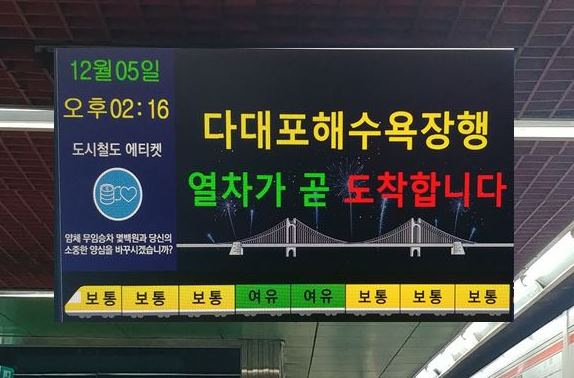 12월05일
오후02:16
도시철도 에티켓
얌체 무임승차 몇백원과 당신의
소중한 양심을 바꾸시겠습니까?
다대포해수욕장행
열차가 곧 도착합니다
보통 보통 보통 여유 여유 보통 보통 보통